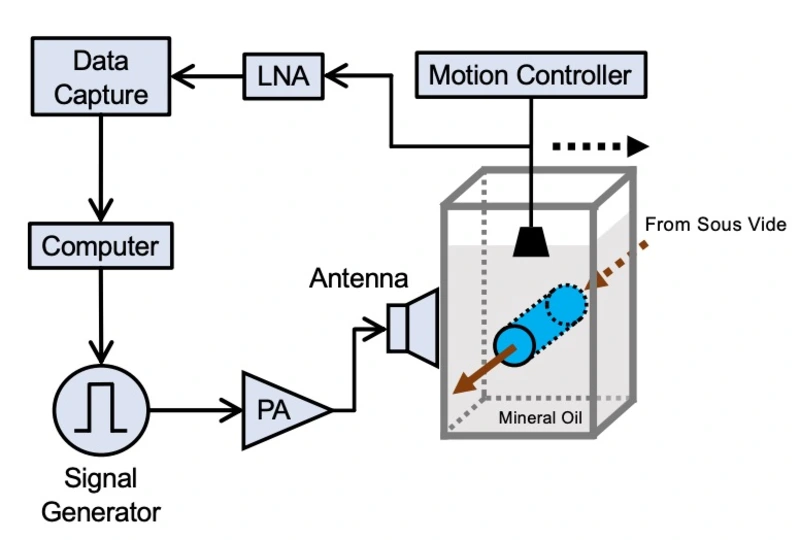 Data
Capture
LNA
Motion Controller
From Sous Vide
Computer
Antenna
PA
Mineral Oil
Signal
Generator